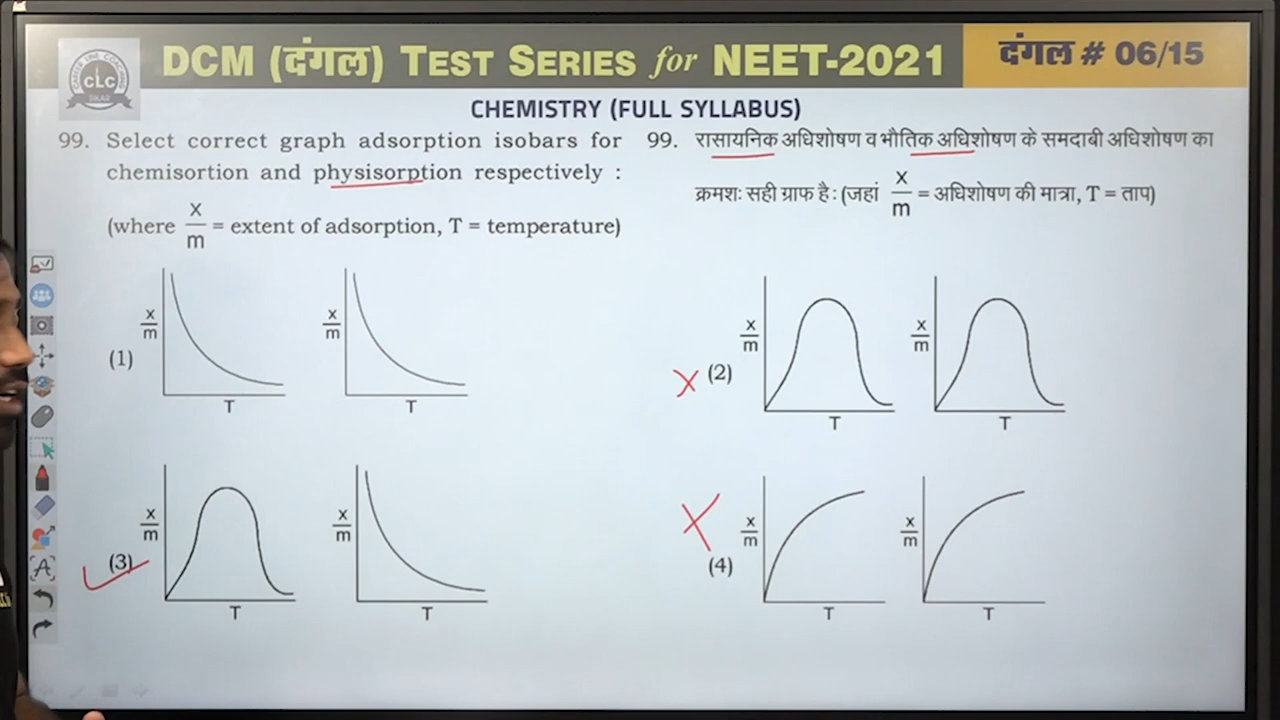 DCM (दंगल) TEST SERIES for NEET-2021
दंगल # 06/15
CLC
SIKAR
CHEMISTRY (FULL SYLLABUS)
99. Select correct graph adsorption isobars for
chemisortion and physisorption respectively :
(where x/m = extent of adsorption, T = temperature)
99. रासायनिक अधिशोषण व भौतिक अधिशोषण के समदाबी अधिशोषण का
क्रमशः सही ग्राफ है : (जहां x/m = अधिशोषण की मात्रा, T = ताप)
(1) x/m T x/m T
(2) x/m T x/m T
(3) x/m T x/m T
(4) x/m T x/m T